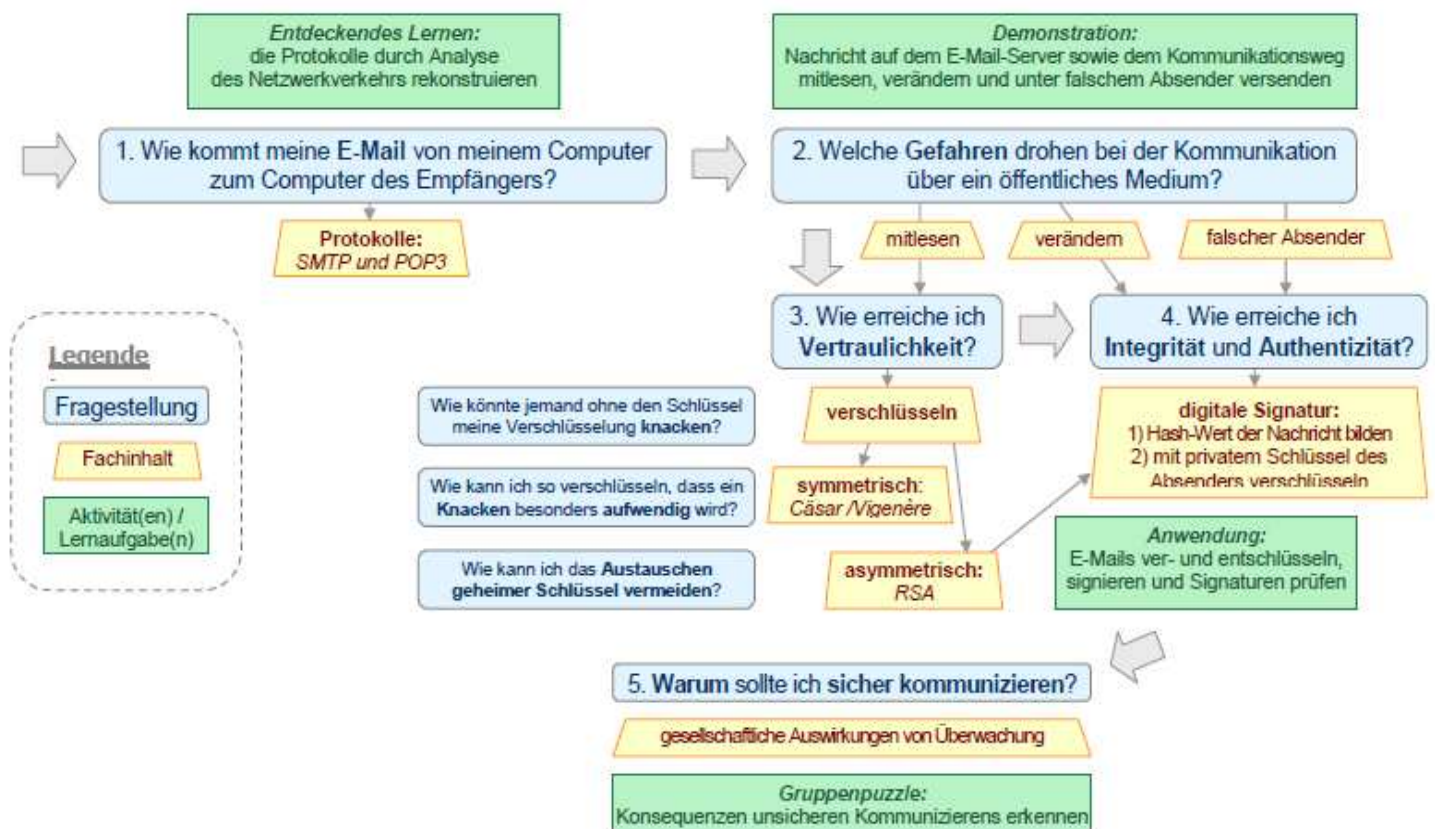 Entdeckendes Lernen:
die Protokolle durch Analyse
des Netzwerkverkehrs rekonstruieren
Demonstration:
Nachricht auf dem E-Mail-Server sowie dem Kommunikationsweg
mitlesen, verändern und unter falschem Absender versenden
1. Wie kommt meine E-Mail von meinem Computer
zum Computer des Empfängers?
2. Welche Gefahren drohen bei der Kommunikation
über ein öffentliches Medium?
Protokolle:
SMTP und POP3
mitlesen
verändern
falscher Absender
3. Wie erreiche ich
Vertraulichkeit?
4. Wie erreiche ich
Integrität und Authentizität?
Legende
Fragestellung
Fachinhalt
Aktivität(en) /
Lernaufgabe(n)
Wie könnte jemand ohne den Schlüssel
meine Verschlüsselung knacken?
Wie kann ich so verschlüsseln, dass ein
Knacken besonders aufwendig wird?
Wie kann ich das Austauschen
geheimer Schlüssel vermeiden?
verschlüsseln
symmetrisch:
Cäsar /Vigenère
asymmetrisch:
RSA
digitale Signatur:
1) Hash-Wert der Nachricht bilden
2) mit privatem Schlüssel des
Absenders verschlüsseln
Anwendung:
E-Mails ver- und entschlüsseln,
signieren und Signaturen prüfen
5. Warum sollte ich sicher kommunizieren?
gesellschaftliche Auswirkungen von Überwachung
Gruppenpuzzle:
Konsequenzen unsicheren Kommunizierens erkennen